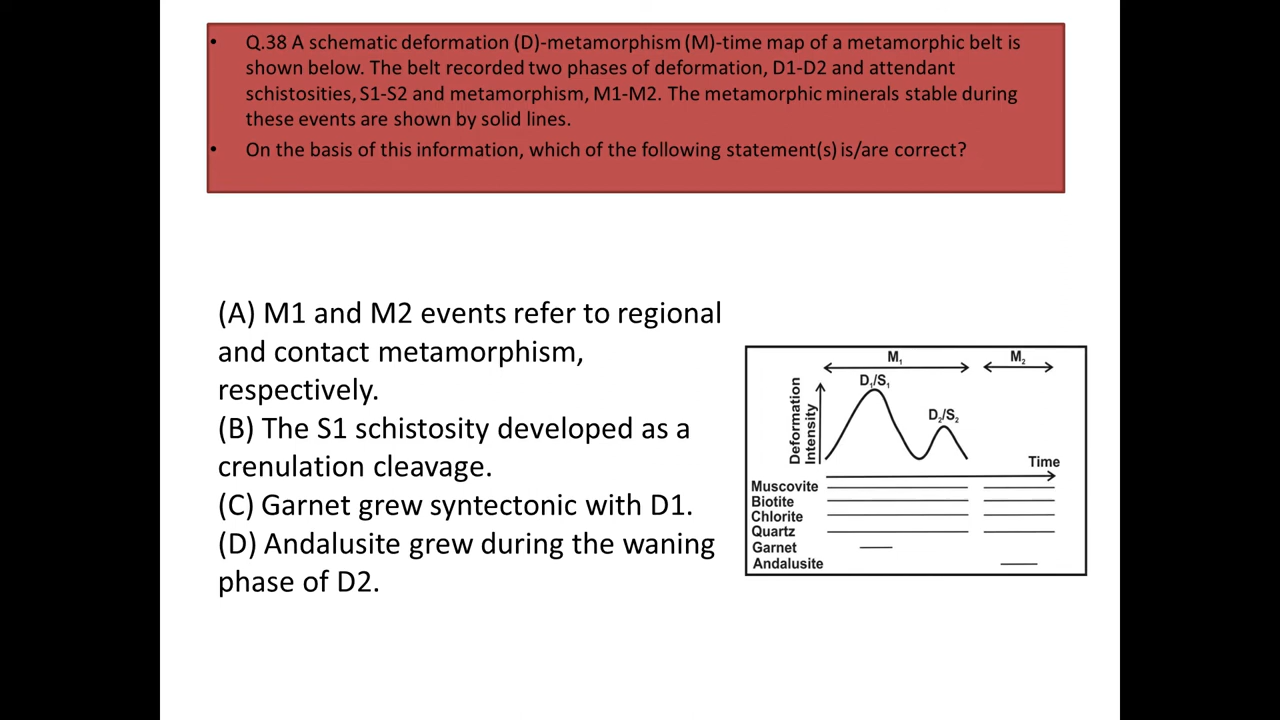 • Q.38 A schematic deformation (D)-metamorphism (M)-time map of a metamorphic belt is
shown below. The belt recorded two phases of deformation, D1-D2 and attendant
schistosities, S1-S2 and metamorphism, M1-M2. The metamorphic minerals stable during
these events are shown by solid lines.
• On the basis of this information, which of the following statement(s) is/are correct?
(A) M1 and M2 events refer to regional
and contact metamorphism,
respectively.
(B) The S1 schistosity developed as a
crenulation cleavage.
(C) Garnet grew syntectonic with D1.
(D) Andalusite grew during the waning
phase of D2.
M₁ M₂
D₁/S₁
D₂/S₂
Deformation
Intensity
Time
Muscovite
Biotite
Chlorite
Quartz
Garnet
Andalusite